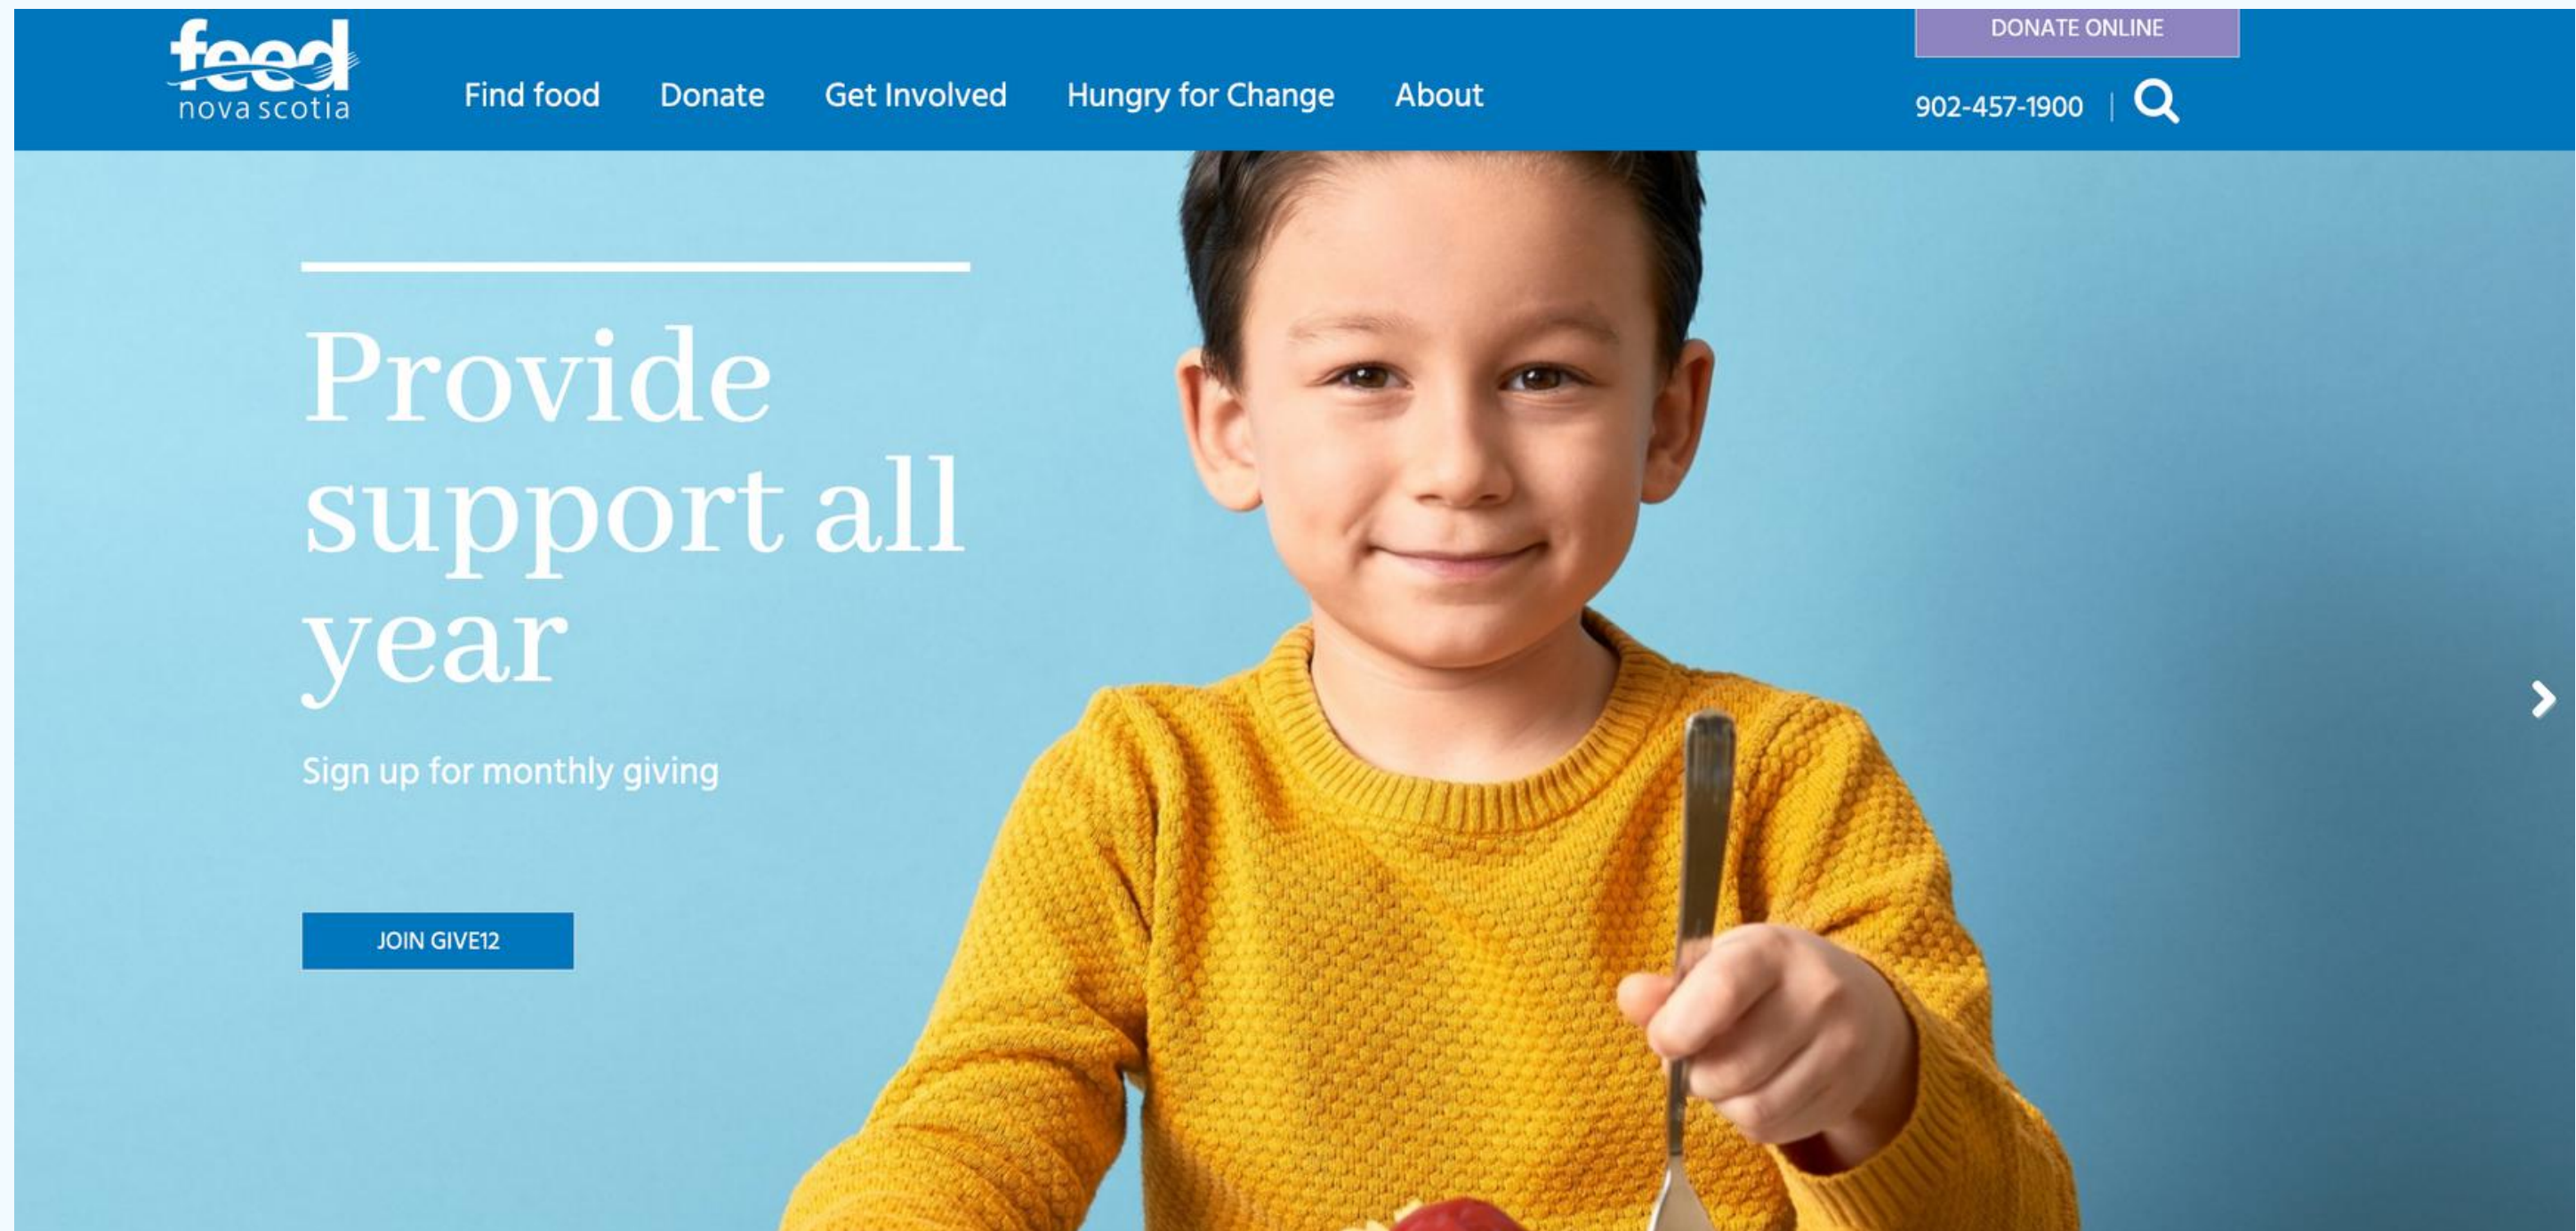 feed
nova scotia
Find food
Donate
Get Involved
Hungry for Change
About
DONATE ONLINE
902-457-1900
Provide
support all
year
Sign up for monthly giving
JOIN GIVE12